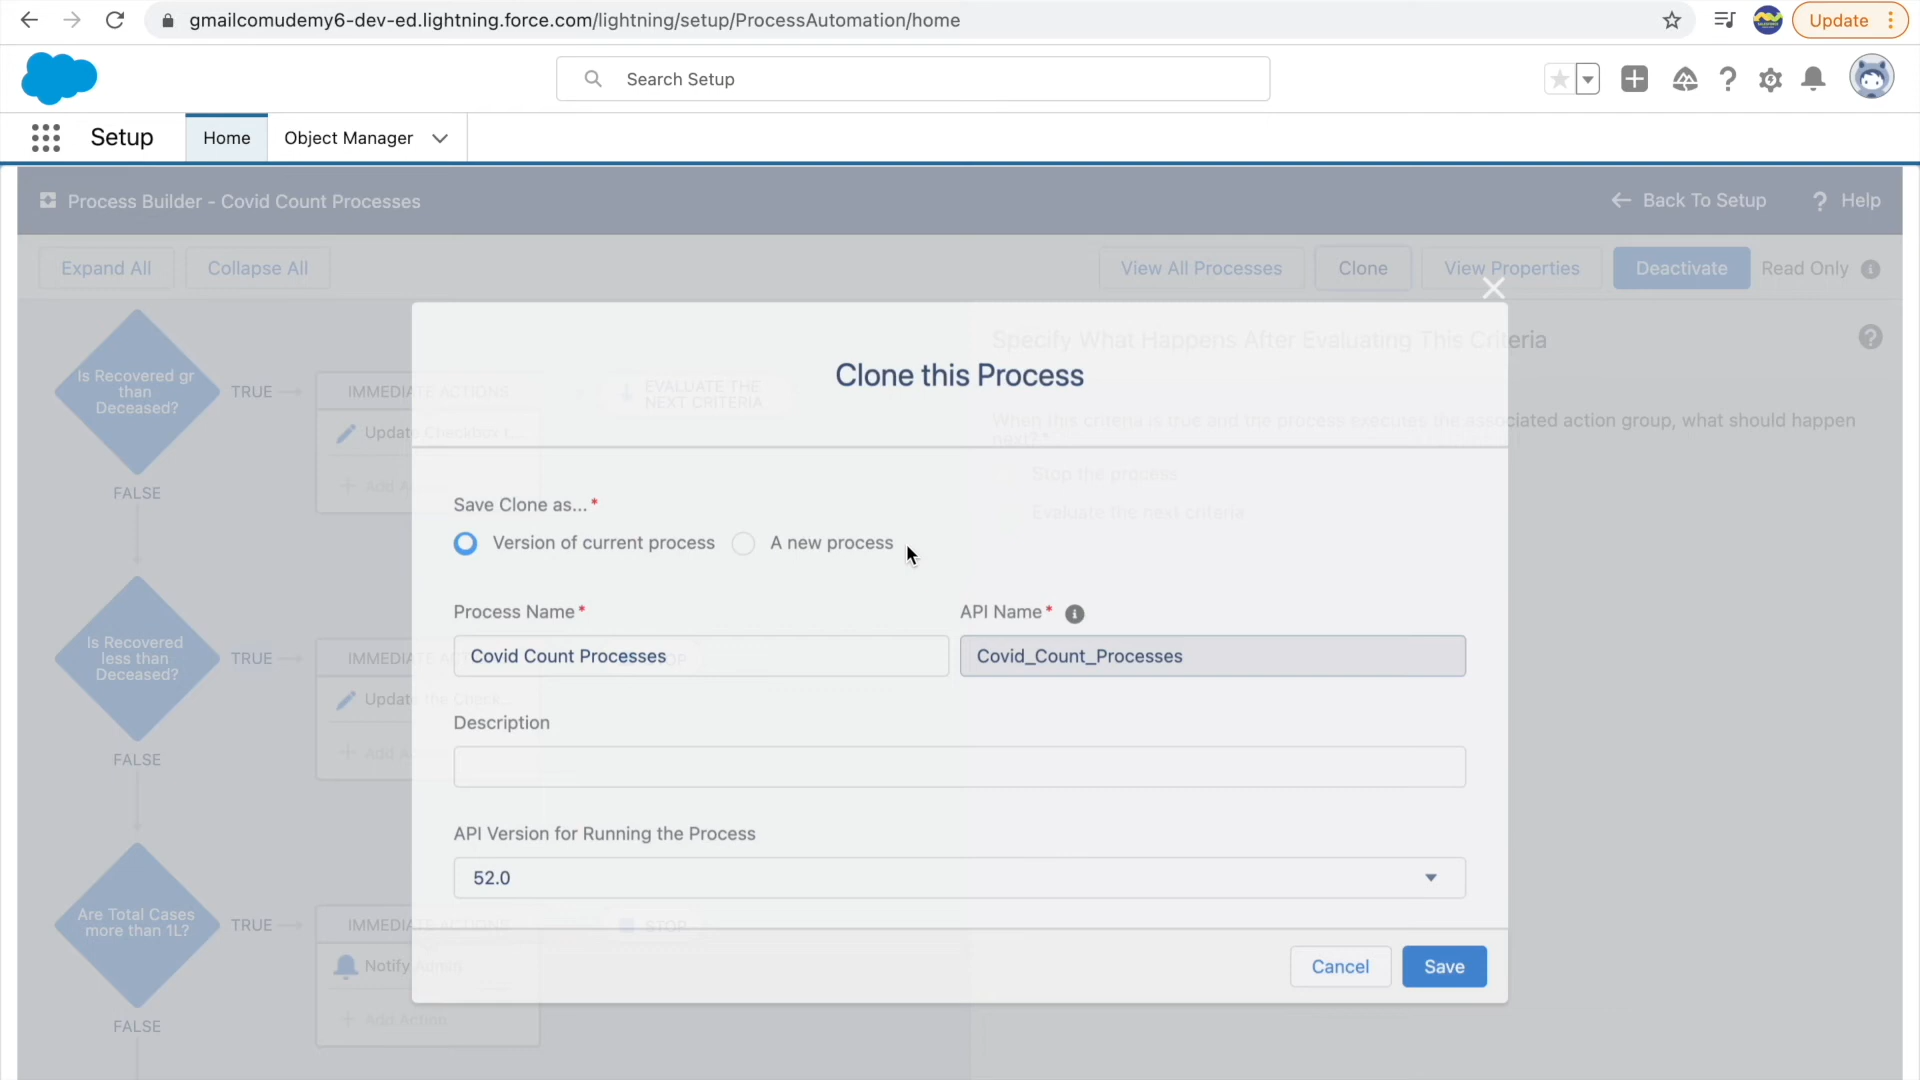 gmailcomudemy6-dev-ed.lightning.force.com/lightning/setup/ProcessAutomation/home
Update
Search Setup
Setup
Home
Object Manager
Process Builder - Covid Count Processes
Back To Setup
Help
Expand All
Collapse All
View All Processes
Clone
View Properties
Deactivate
Read Only
Is Recovered gr
than
Deceased?
TRUE
IMMEDIATE ACTIONS
EVALUATE THE
NEXT CRITERIA
Update Checkbox t...
+ Add A
FALSE
Specify What Happens After Evaluating This Criteria
When this criteria is true and the process executes the associated action group, what should happen
next? *
Stop the process
Evaluate the next criteria
Clone this Process
Save Clone as... *
Version of current process
A new process
Process Name *
API Name *
Covid Count Processes
Covid_Count_Processes
Description
API Version for Running the Process
52.0
Cancel
Save
Is Recovered
less than
Deceased?
TRUE
IMMEDIATE AC
Update the Check...
+ Add A
FALSE
Are Total Cases
more than 1L?
TRUE
IMMEDIATE ACTIONS
STOP
Notify Admin
+ Add Action
FALSE